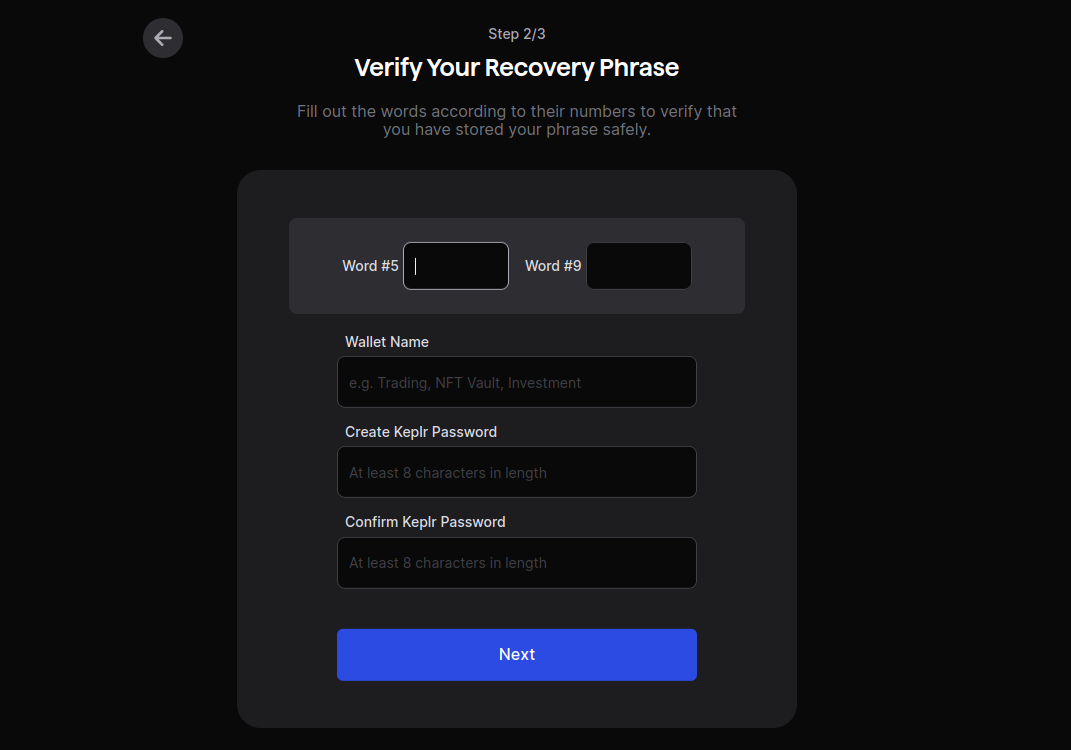 Step 2/3
Verify Your Recovery Phrase
Fill out the words according to their numbers to verify that
you have stored your phrase safely.
Word #5 Word #9
Wallet Name
e.g. Trading, NFT Vault, Investment
Create Keplr Password
At least 8 characters in length
Confirm Keplr Password
At least 8 characters in length
Next